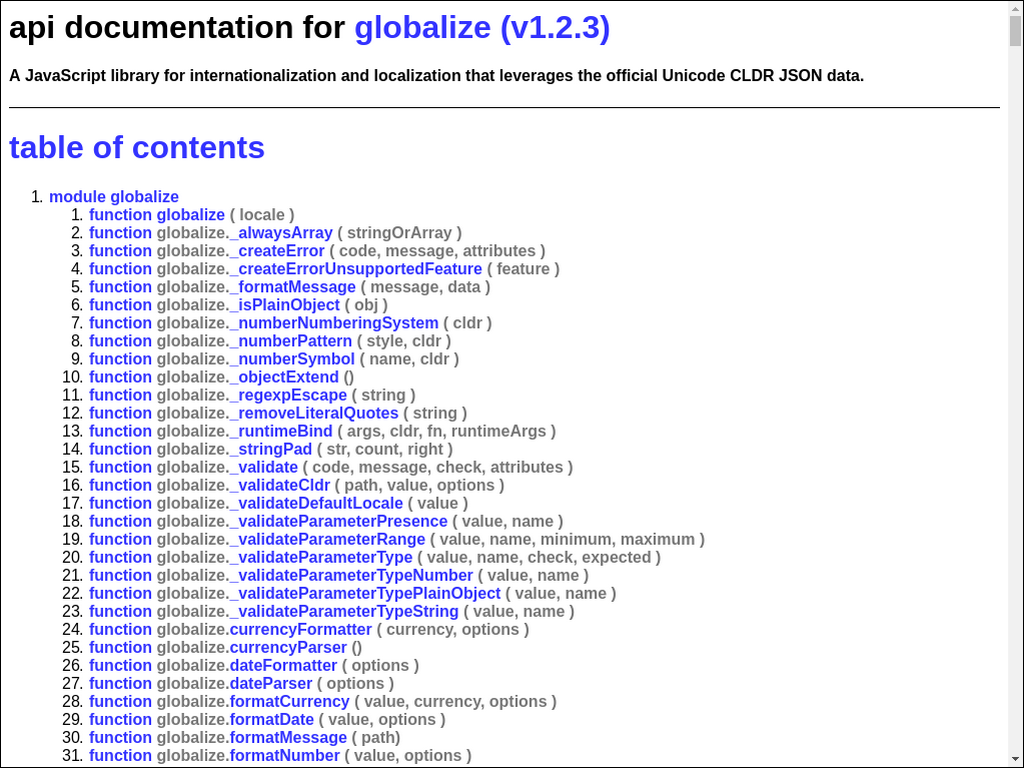 api documentation for globalize (v1.2.3)
A JavaScript library for internationalization and localization that leverages the official Unicode CLDR JSON data.
table of contents
1. module globalize
1. function globalize ( locale )
2. function globalize._alwaysArray ( stringOrArray )
3. function globalize._createError ( code, message, attributes )
4. function globalize._createErrorUnsupportedFeature ( feature )
5. function globalize._formatMessage ( message, data )
6. function globalize._isPlainObject ( obj )
7. function globalize._numberNumberingSystem ( cldr )
8. function globalize._numberPattern ( style, cldr )
9. function globalize._numberSymbol ( name, cldr )
10. function globalize._objectExtend ()
11. function globalize._regexpEscape ( string )
12. function globalize._removeLiteralQuotes ( string )
13. function globalize._runtimeBind ( args, cldr, fn, runtimeArgs )
14. function globalize._stringPad ( str, count, right )
15. function globalize._validate ( code, message, check, attributes )
16. function globalize._validateCldr ( path, value, options )
17. function globalize._validateDefaultLocale ( value )
18. function globalize._validateParameterPresence ( value, name )
19. function globalize._validateParameterRange ( value, name, minimum, maximum )
20. function globalize._validateParameterType ( value, name, check, expected )
21. function globalize._validateParameterTypeNumber ( value, name )
22. function globalize._validateParameterTypePlainObject ( value, name )
23. function globalize._validateParameterTypeString ( value, name )
24. function globalize.currencyFormatter ( currency, options )
25. function globalize.currencyParser ()
26. function globalize.dateFormatter ( options )
27. function globalize.dateParser ( options )
28. function globalize.formatCurrency ( value, currency, options )
29. function globalize.formatDate ( value, options )
30. function globalize.formatMessage ( path)
31. function globalize.formatNumber ( value, options )